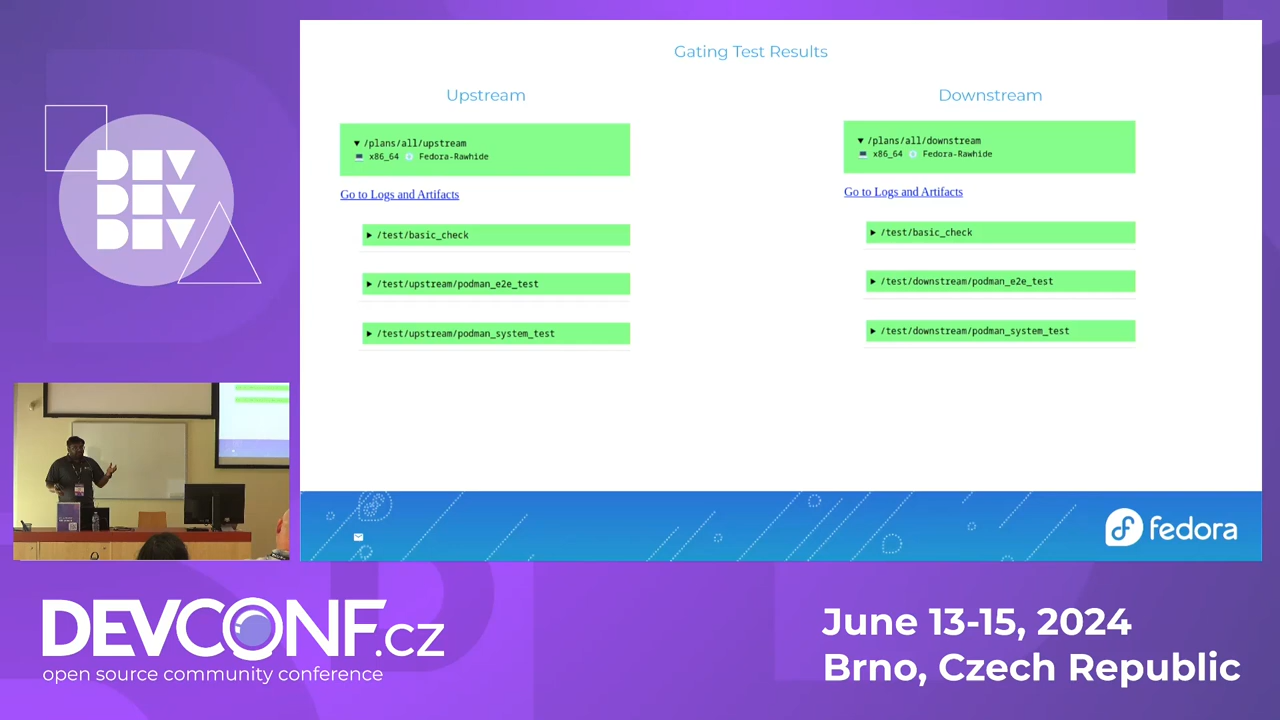 DEV
DEV
DEV
Gating Test Results
Upstream
▼ /plans/all/upstream
x86_64 Fedora-Rawhide
Go to Logs and Artifacts
▶ /test/basic_check
▶ /test/upstream/podman_e2e_test
▶ /test/upstream/podman_system_test
Downstream
▼ /plans/all/downstream
x86_64 Fedora-Rawhide
Go to Logs and Artifacts
▶ /test/basic_check
▶ /test/downstream/podman_e2e_test
▶ /test/downstream/podman_system_test
fedora
DEVCONF.cz
open source community conference
June 13-15, 2024
Brno, Czech Republic